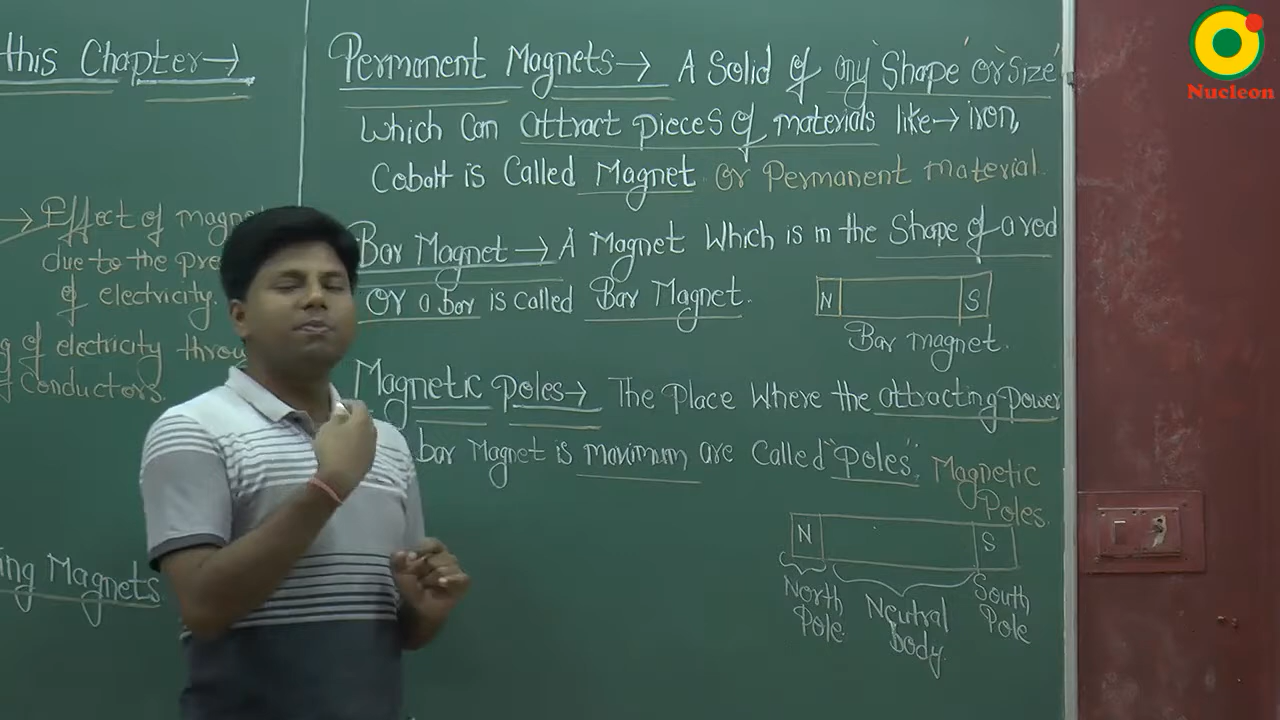 this Chapter →
→ Effect of magne
due to the pre
of electricity.
g of electricity throu
f Conductors.
ing Magnets
Permanent Magnets → A Solid of any 'Shape' or 'Size'
Which Can attract pieces of materials like → iron,
Cobalt is Called Magnet or Permanent material.
Bar Magnet → A Magnet Which is in the Shape of a rod
Or a bar is called Bar Magnet.
N S
Bar magnet.
Magnetic Poles → The Place Where the attracting power
bar Magnet is maximum are Called "Poles". Magnetic
Poles.
N S
North Pole.
Neutral body.
South Pole
Nucleon